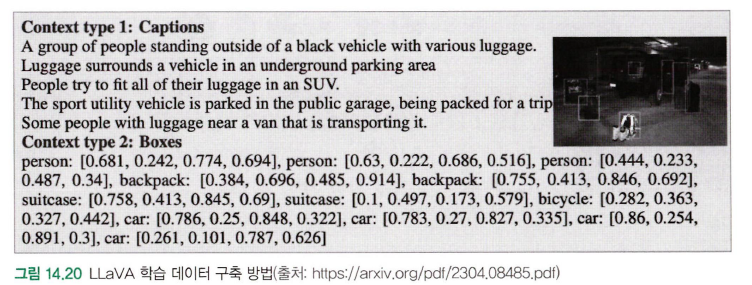 Context type 1: Captions
A group of people standing outside of a black vehicle with various luggage.
Luggage surrounds a vehicle in an underground parking area
People try to fit all of their luggage in an SUV.
The sport utility vehicle is parked in the public garage, being packed for a trip
Some people with luggage near a van that is transporting it.
Context type 2: Boxes
person: [0.681, 0.242, 0.774, 0.694], person: [0.63, 0.222, 0.686, 0.516], person: [0.444, 0.233,
0.487, 0.34], backpack: [0.384, 0.696, 0.485, 0.914], backpack: [0.755, 0.413, 0.846, 0.692],
suitcase: [0.758, 0.413, 0.845, 0.69], suitcase: [0.1, 0.497, 0.173, 0.579], bicycle: [0.282, 0.363,
0.327, 0.442], car: [0.786, 0.25, 0.848, 0.322], car: [0.783, 0.27, 0.827, 0.335], car: [0.86, 0.254,
0.891, 0.3], car: [0.261, 0.101, 0.787, 0.626]
그림 14.20 LLaVA 학습 데이터 구축 방법(출처: https://arxiv.org/pdf/2304.08485.pdf)